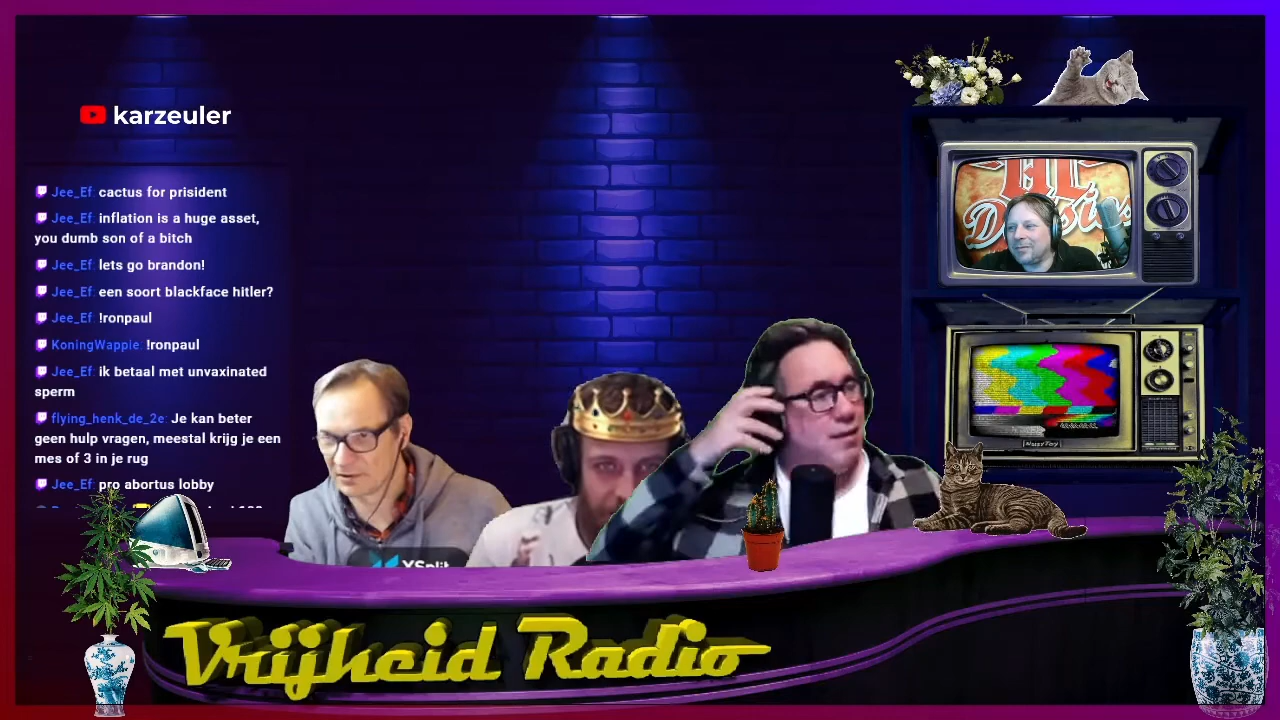 karzeuler
Jee_Ef: cactus for prisident
Jee_Ef: inflation is a huge asset,
you dumb son of a bitch
Jee_Ef: lets go brandon!
Jee_Ef: een soort blackface hitler?
Jee_Ef: !ronpaul
KoningWappie: !ronpaul
Jee_Ef: ik betaal met unvaxinated
sperm
flying_henk_de_2e: Je kan beter
geen hulp vragen, meestal krijg je een
mes of 3 in je rug
Jee_Ef: pro abortus lobby
XSplit
Vrijheid Radio